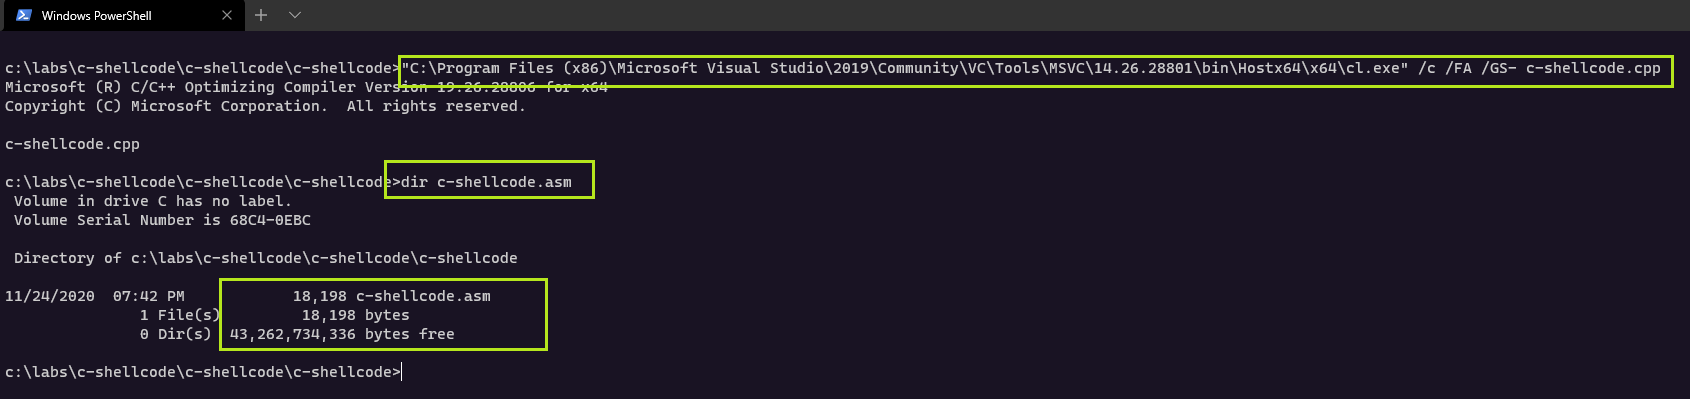 Windows PowerShell
c:\labs\c-shellcode\c-shellcode\c-shellcode>"C:\Program Files (x86)\Microsoft Visual Studio\2019\Community\VC\Tools\MSVC\14.26.28801\bin\Hostx64\x64\cl.exe" /c /FA /GS- c-shellcode.cpp
Microsoft (R) C/C++ Optimizing Compiler Version 19.26.28806 for x64
Copyright (C) Microsoft Corporation.  All rights reserved.
c-shellcode.cpp
c:\labs\c-shellcode\c-shellcode\c-shellcode>dir c-shellcode.asm
Volume in drive C has no label.
Volume Serial Number is 68C4-0EBC
Directory of c:\labs\c-shellcode\c-shellcode\c-shellcode
11/24/2020  07:42 PM            18,198 c-shellcode.asm
1 File(s)         18,198 bytes
0 Dir(s)  43,262,734,336 bytes free
c:\labs\c-shellcode\c-shellcode\c-shellcode>